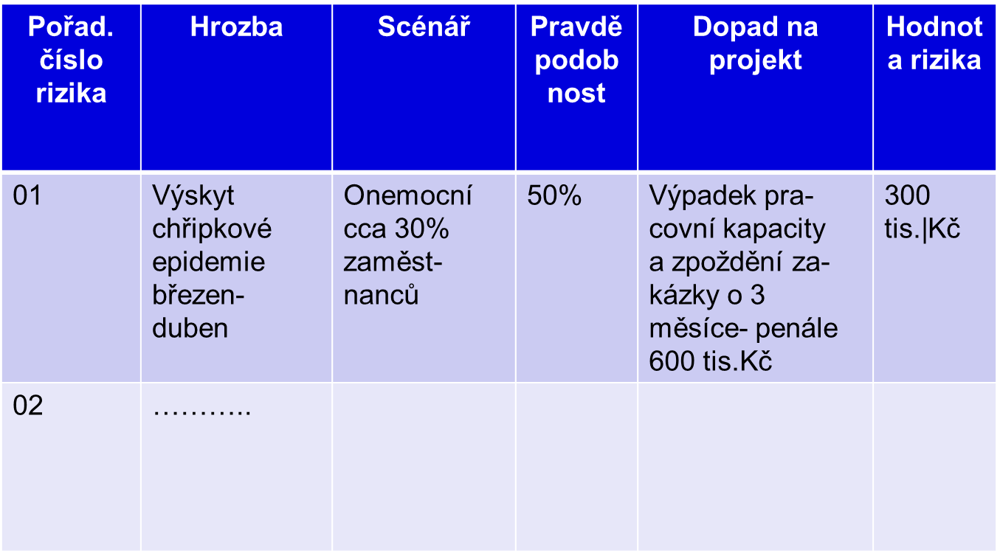 Pořad.
číslo
rizika
Hrozba
Scénář
Pravdě
podob
nost
Dopad na
projekt
Hodnot
a rizika
01
Výskyt
chřipkové
epidemie
březen-
duben
Onemocní
cca 30%
zaměst-
nanců
50%
Výpadek pra-
covní kapacity
a zpoždění za-
kázky o 3
měsíce- penále
600 tis.Kč
300
tis.|Kč
02
………..